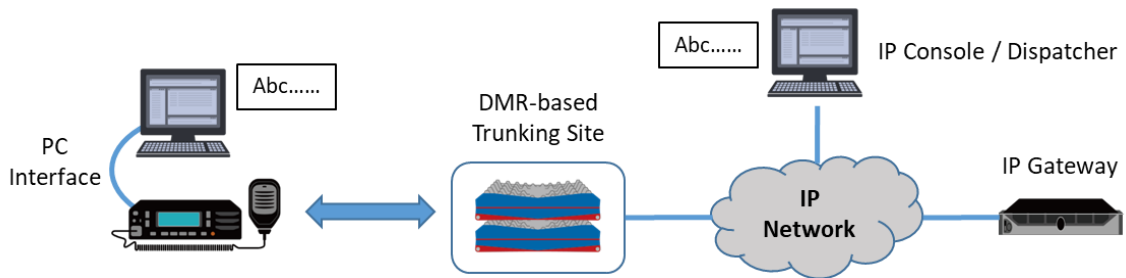 Abc......
PC
Interface
DMR-based
Trunking Site
Abc......
IP Console / Dispatcher
IP
Network
IP Gateway